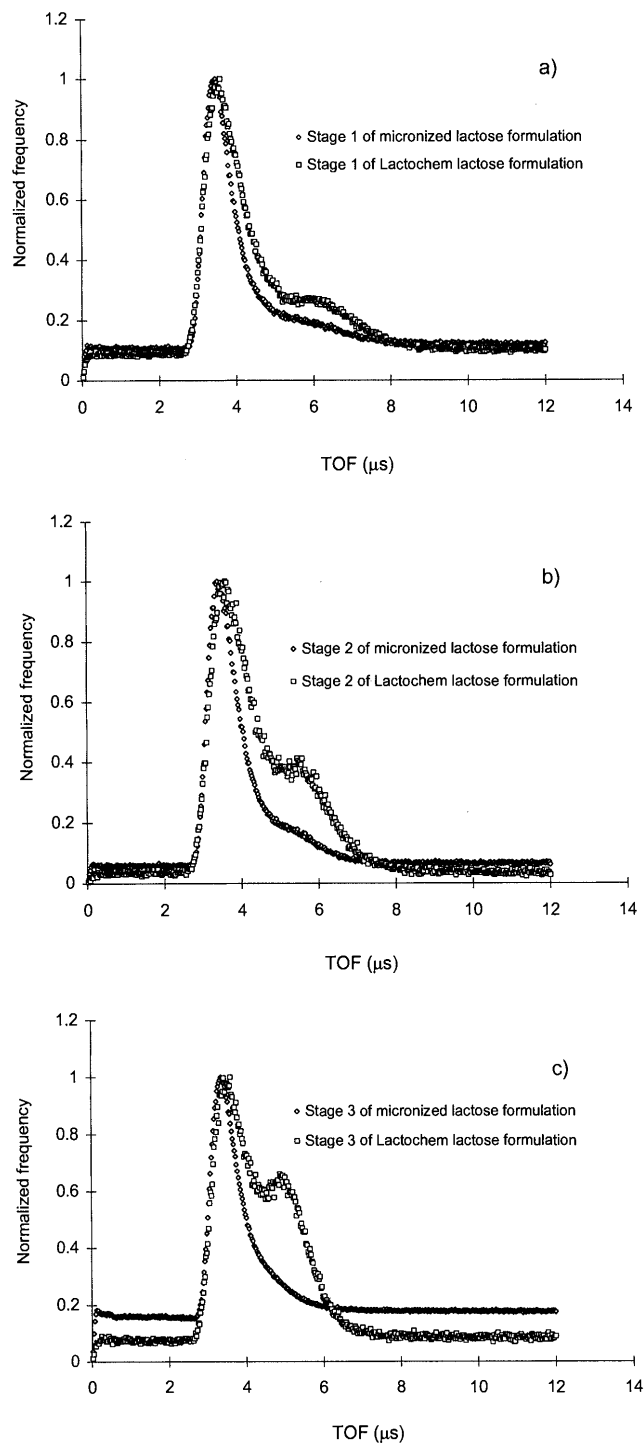 a)
1.2
1
0.8
0.6
0.4
0.2
0
Normalized frequency
Stage 1 of micronized lactose formulation
Stage 1 of Lactochem lactose formulation
0 2 4 6 8 10 12 14
TOF (μs)
b)
1.2
1
0.8
0.6
0.4
0.2
0
Normalized frequency
Stage 2 of micronized lactose formulation
Stage 2 of Lactochem lactose formulation
0 2 4 6 8 10 12 14
TOF (μs)
c)
1.2
1
0.8
0.6
0.4
0.2
0
Normalized frequency
Stage 3 of micronized lactose formulation
Stage 3 of Lactochem lactose formulation
0 2 4 6 8 10 12 14
TOF (μs)